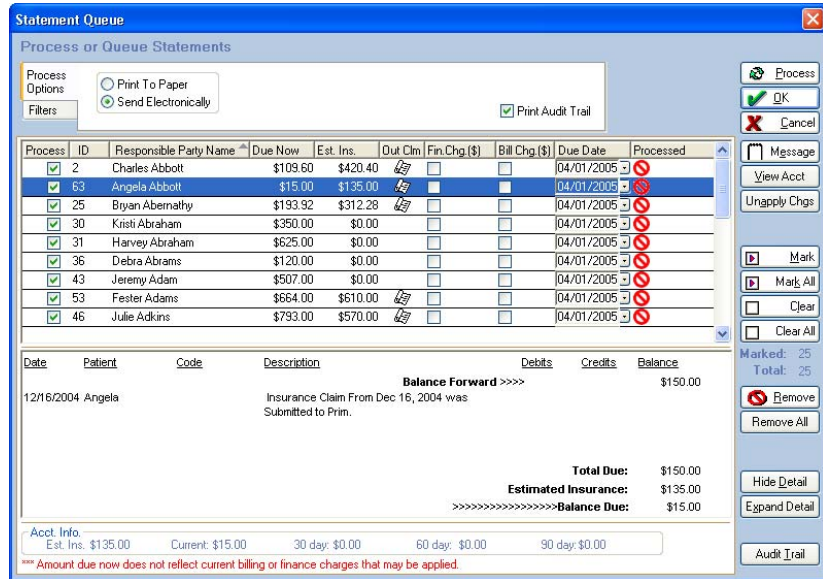 Statement Queue
Process or Queue Statements
Process Options
Filters
Print To Paper
Send Electronically
Print Audit Trail
Process
OK
Cancel
Message
View Acct
Unapply Chgs
Process ID Responsible Party Name Due Now Est. Ins. Out Clm Fin.Chg.($) Bill Chg.($) Due Date Processed
2 Charles Abbott $109.60 $420.40 04/01/2005
63 Angela Abbott $15.00 $135.00 04/01/2005
25 Bryan Abernathy $193.92 $312.28 04/01/2005
30 Kristi Abraham $350.00 $0.00 04/01/2005
31 Harvey Abraham $625.00 $0.00 04/01/2005
36 Debra Abrams $120.00 $0.00 04/01/2005
43 Jeremy Adam $507.00 $0.00 04/01/2005
53 Fester Adams $664.00 $610.00 04/01/2005
46 Julie Adkins $793.00 $570.00 04/01/2005
Mark
Mark All
Clear
Clear All
Marked: 25
Total: 25
Remove
Remove All
Hide Detail
Expand Detail
Audit Trail
Date Patient Code Description Debits Credits Balance
Balance Forward >>>> $150.00
12/16/2004 Angela Insurance Claim From Dec 16, 2004 was
Submitted to Prim.
Total Due: $150.00
Estimated Insurance: $135.00
>>>>>>>>>>>>>>>>>Balance Due: $15.00
Acct. Info.
Est. Ins. $135.00 Current: $15.00 30 day: $0.00 60 day: $0.00 90 day: $0.00
*** Amount due now does not reflect current billing or finance charges that may be applied.